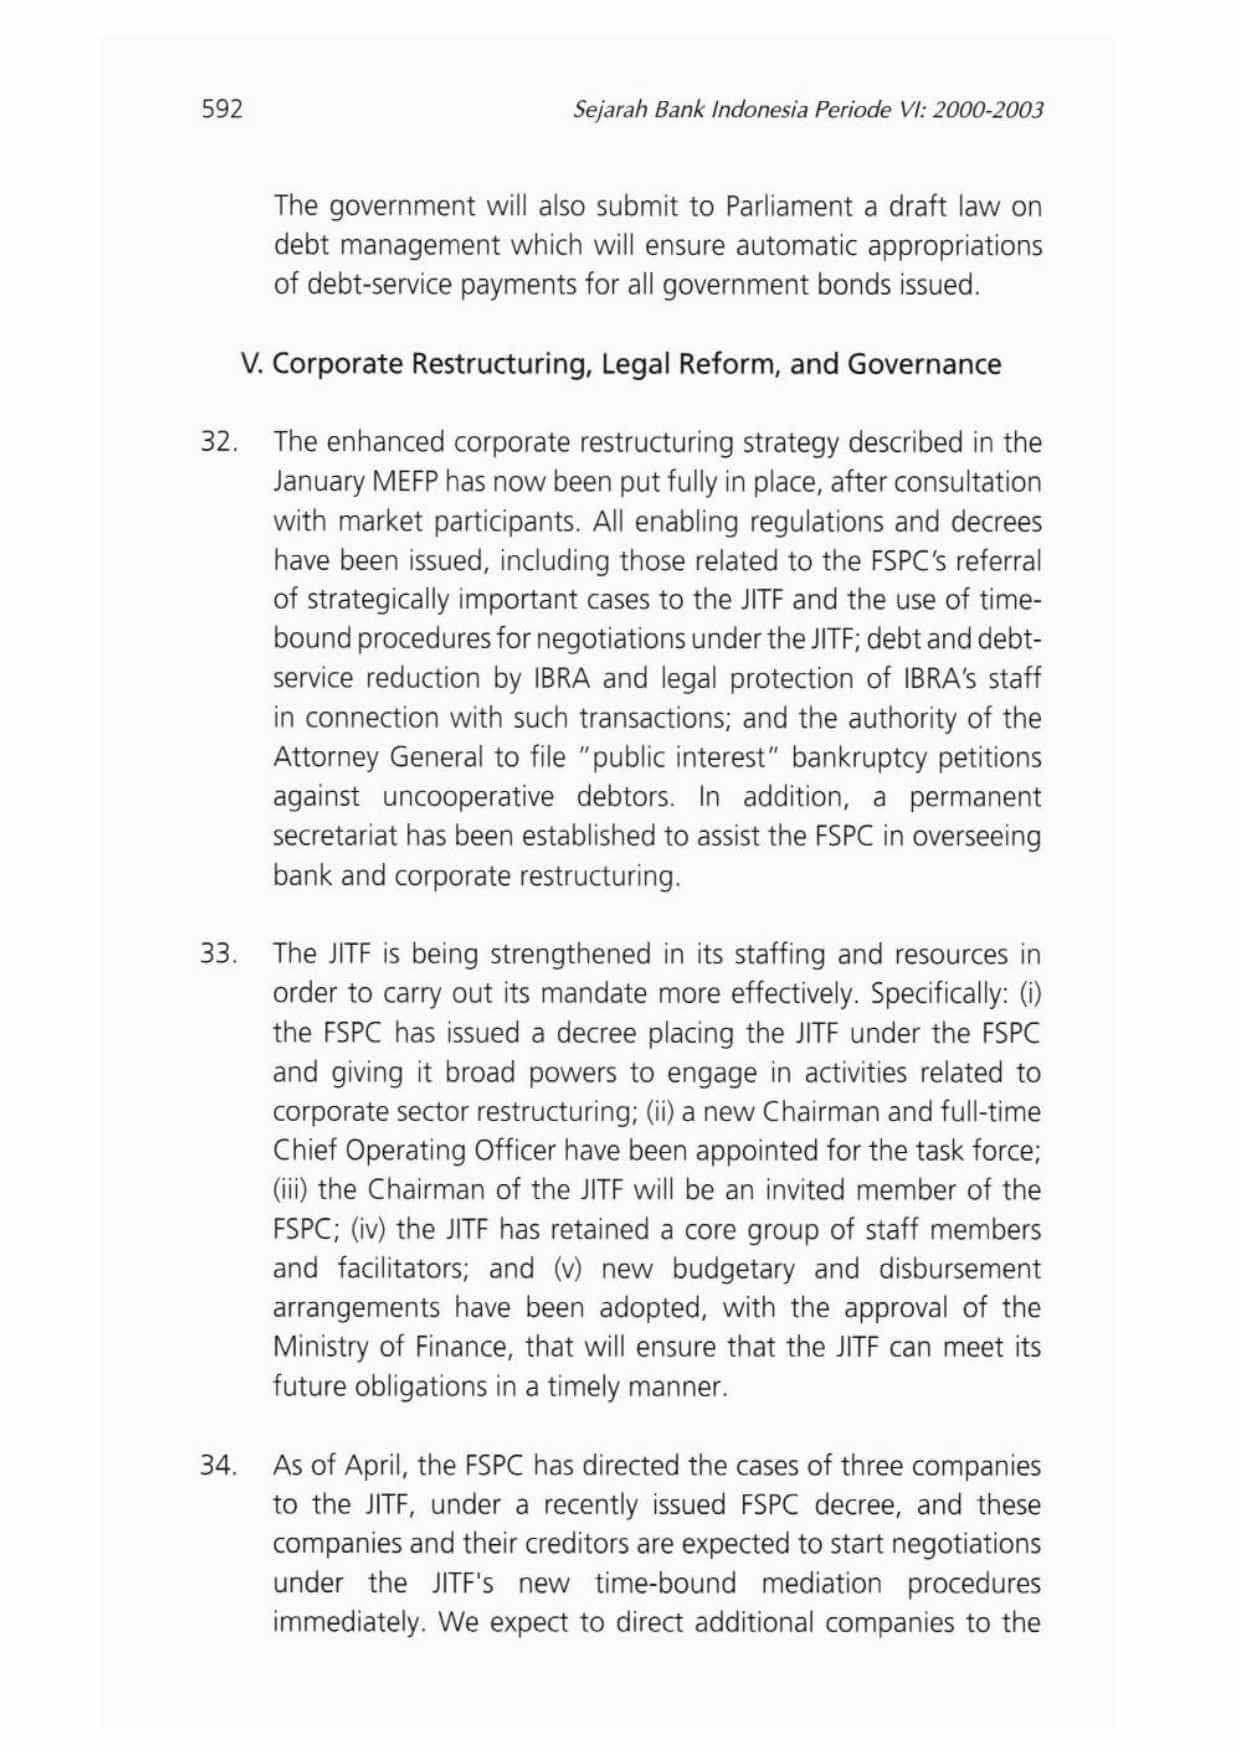 592
Sejarah Bank Indonesia Periode VI: 2000-2003
The government will also submit to Parliament a draft law on
debt management which will ensure automatic appropriations
of debt-service payments for all government bonds issued.
V. Corporate Restructuring, Legal Reform, and Governance
32. The enhanced corporate restructuring strategy described in the
January MEFP has now been put fully in place, after consultation
with market participants. All enabling regulations and decrees
have been issued, including those related to the FSPC's referral
of strategically important cases to the JITF and the use of time-
bound procedures for negotiations under the JITF; debt and debt-
service reduction by IBRA and legal protection of IBRA's staff
in connection with such transactions; and the authority of the
Attorney General to file "public interest" bankruptcy petitions
against uncooperative debtors. In addition, a permanent
secretariat has been established to assist the FSPC in overseeing
bank and corporate restructuring.
33. The JITF is being strengthened in its staffing and resources in
order to carry out its mandate more effectively. Specifically: (i)
the FSPC has issued a decree placing the JITF under the FSPC
and giving it broad powers to engage in activities related to
corporate sector restructuring; (ii) a new Chairman and full-time
Chief Operating Officer have been appointed for the task force;
(iii) the Chairman of the JITF will be an invited member of the
FSPC; (iv) the JITF has retained a core group of staff members
and facilitators; and (v) new budgetary and disbursement
arrangements have been adopted, with the approval of the
Ministry of Finance, that will ensure that the JITF can meet its
future obligations in a timely manner.
34. As of April, the FSPC has directed the cases of three companies
to the JITF, under a recently issued FSPC decree, and these
companies and their creditors are expected to start negotiations
under the JITF's new time-bound mediation procedures
immediately. We expect to direct additional companies to the